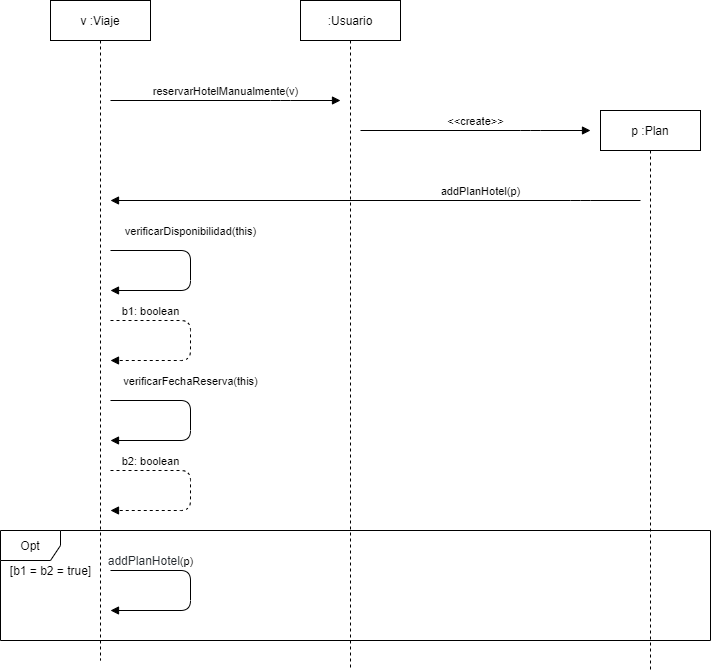 v :Viaje
:Usuario
reservarHotelManualmente(v)
<<create>>
p :Plan
addPlanHotel(p)
verificarDisponibilidad(this)
b1: boolean
verificarFechaReserva(this)
b2: boolean
Opt
[b1 = b2 = true]
addPlanHotel(p)